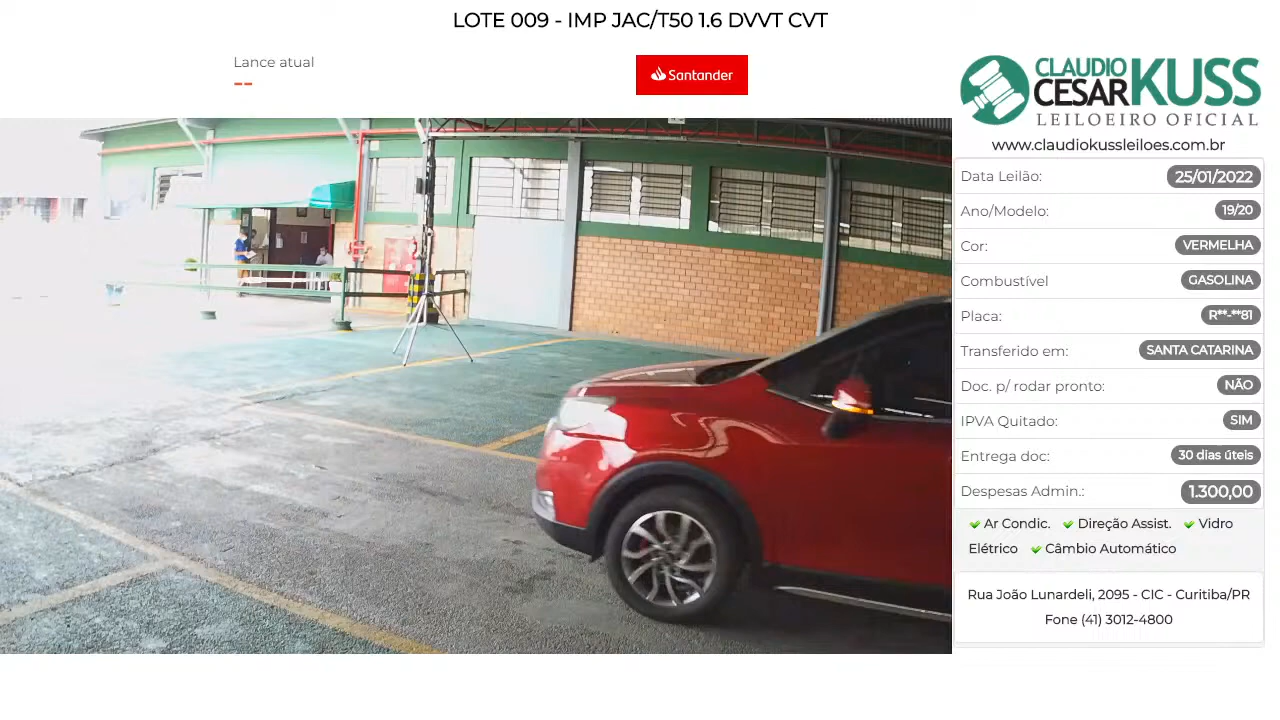 LOTE 009 - IMP JAC/T50 1.6 DVVT CVT
Lance atual
--
Santander
CLAUDIO
CESAR KUSS
LEILOEIRO OFICIAL
www.claudiokussleiloes.com.br
Data Leilão: 25/01/2022
Ano/Modelo: 19/20
Cor: VERMELHA
Combustível GASOLINA
Placa: R**-**81
Transferido em: SANTA CATARINA
Doc. p/ rodar pronto: NÃO
IPVA Quitado: SIM
Entrega doc: 30 dias úteis
Despesas Admin.: 1.300,00
Ar Condic. Direção Assist. Vidro
Elétrico Câmbio Automático
Rua João Lunardeli, 2095 - CIC - Curitiba/PR
Fone (41) 3012-4800